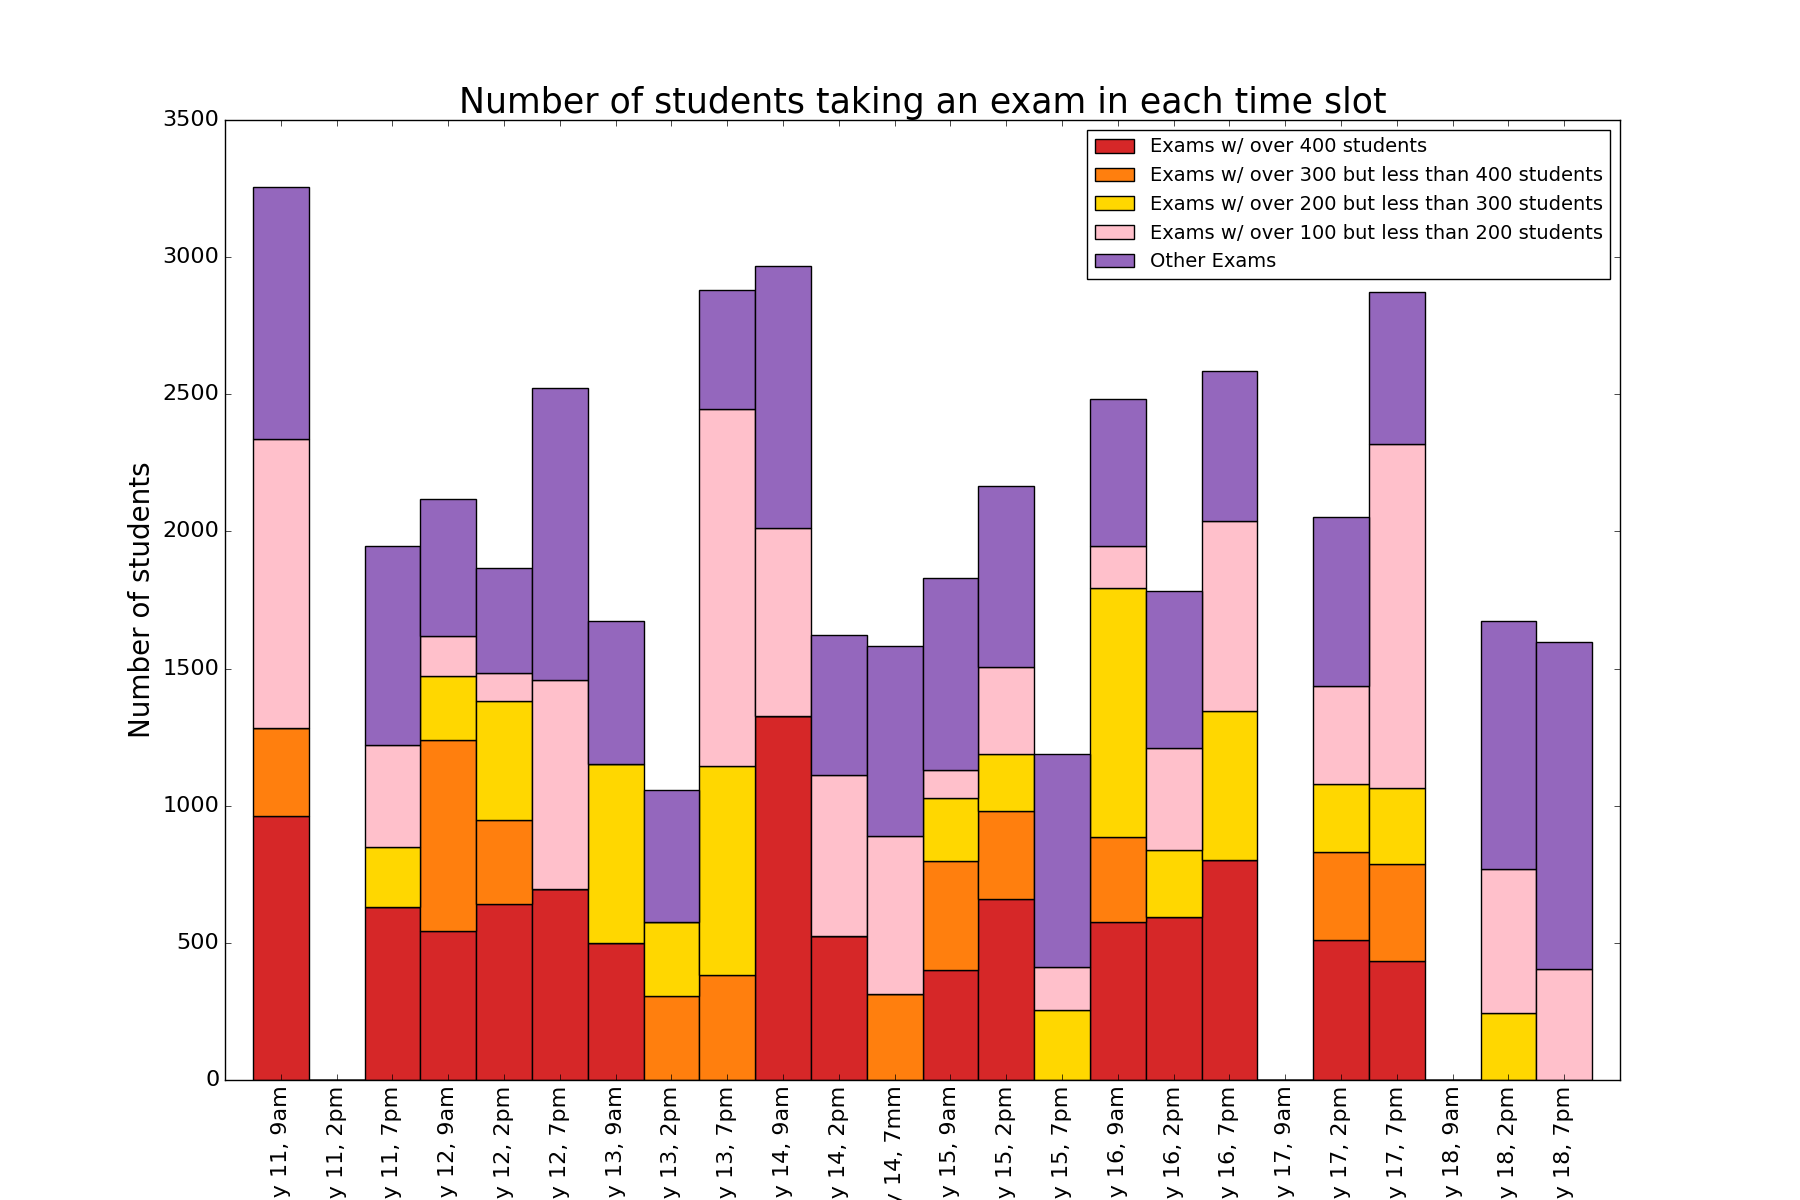 Number of students taking an exam in each time slot
Exams w/ over 400 students
Exams w/ over 300 but less than 400 students
Exams w/ over 200 but less than 300 students
Exams w/ over 100 but less than 200 students
Other Exams
Number of students
3500
3000
2500
2000
1500
1000
500
0
y 11, 9am
y 11, 2pm
y 11, 7pm
y 12, 9am
y 12, 2pm
y 12, 7pm
y 13, 9am
y 13, 2pm
y 13, 7pm
y 14, 9am
y 14, 2pm
y 14, 7mm
y 15, 9am
y 15, 2pm
y 15, 7pm
y 16, 9am
y 16, 2pm
y 16, 7pm
y 17, 9am
y 17, 2pm
y 17, 7pm
y 18, 9am
y 18, 2pm
y 18, 7pm